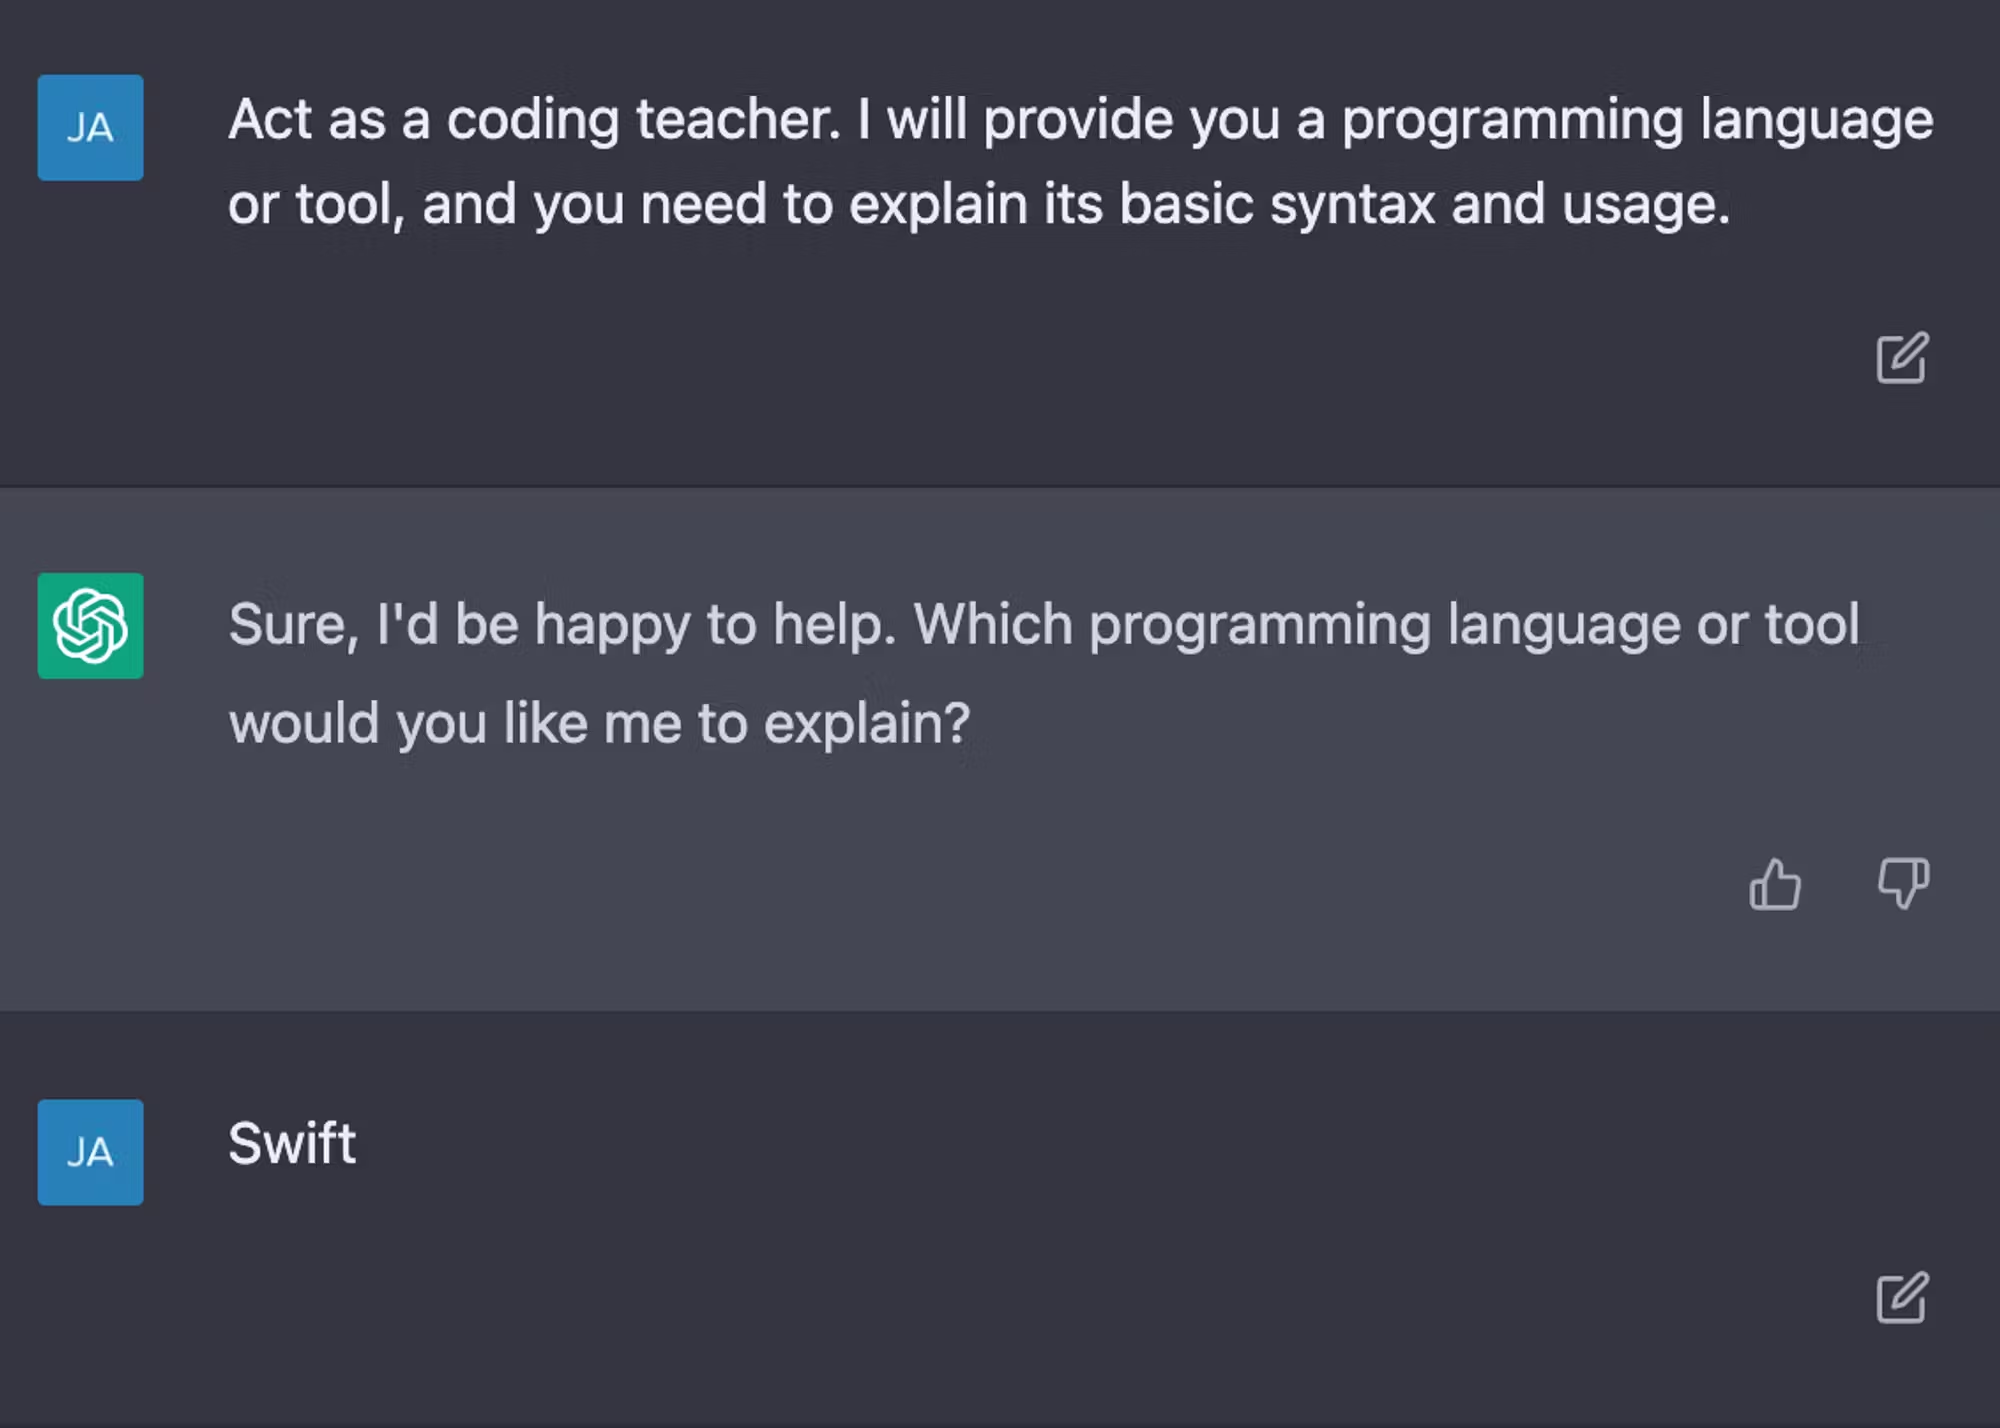 JA
Act as a coding teacher. I will provide you a programming language
or tool, and you need to explain its basic syntax and usage.
Sure, I'd be happy to help. Which programming language or tool
would you like me to explain?
JA
Swift